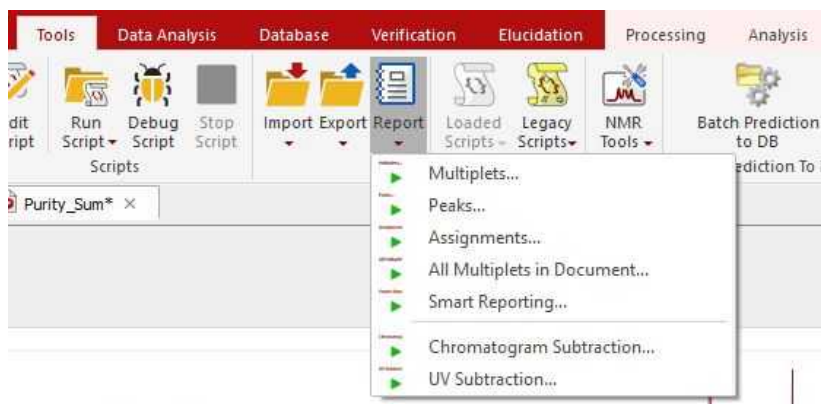 Tools Data Analysis Database Verification Elucidation Processing Analysis
dit Run Debug Stop Import Export Report Loaded Legacy NMR Batch Prediction
ript Script Script Script Scripts Scripts Tools to DB
Scripts ediction To
Purity_Sum* ×
Multiplets...
Peaks...
Assignments...
All Multiplets in Document...
Smart Reporting...
Chromatogram Subtraction...
UV Subtraction...